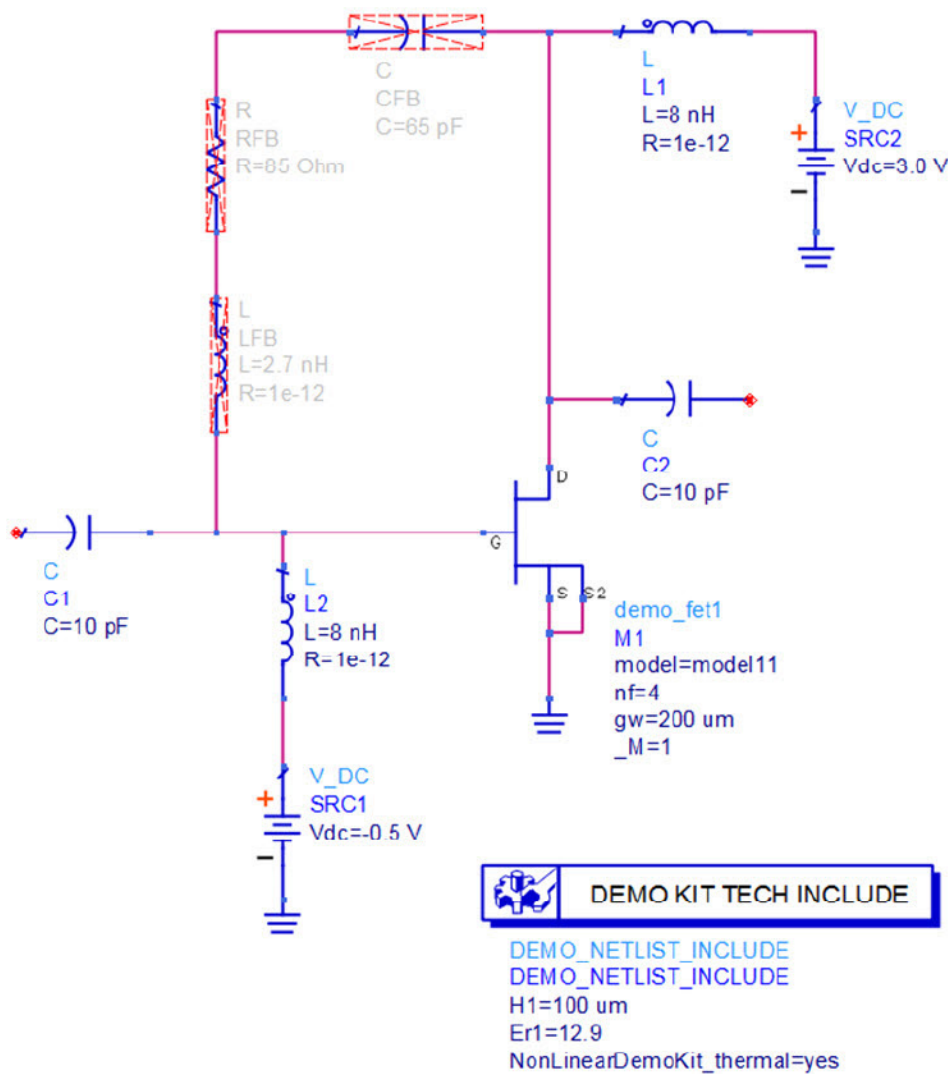 C
CFB
C=65 pF
L
L1
L=8 nH
R=1e-12
V_DC
SRC2
Vdc=3.0 V
+
–
R
RFB
R=85 Ohm
L
LFB
L=2.7 nH
R=1e-12
C
C2
C=10 pF
D
G
S
S2
C
C1
C=10 pF
L
L2
L=8 nH
R=1e-12
demo_fet1
M1
model=model11
nf=4
gw=200 um
_M=1
V_DC
SRC1
Vdc=-0.5 V
+
–
DEMO KIT TECH INCLUDE
DEMO_NETLIST_INCLUDE
DEMO_NETLIST_INCLUDE
H1=100 um
Er1=12.9
NonLinearDemoKit_thermal=yes